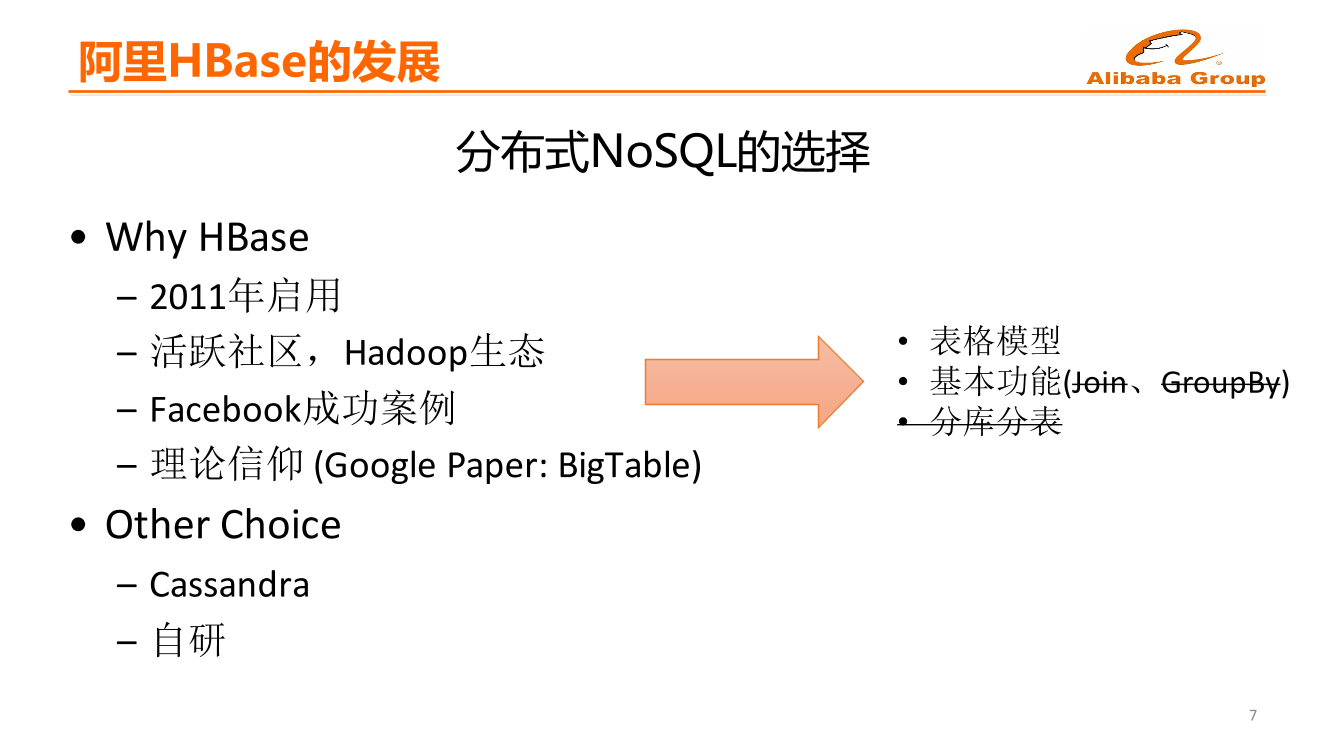 阿里HBase的发展
Alibaba Group
分布式NoSQL的选择
• Why HBase
– 2011年启用
– 活跃社区，Hadoop生态
– Facebook成功案例
– 理论信仰 (Google Paper: BigTable)
• Other Choice
– Cassandra
– 自研
• 表格模型
• 基本功能(Join、GroupBy)
• 分库分表
7